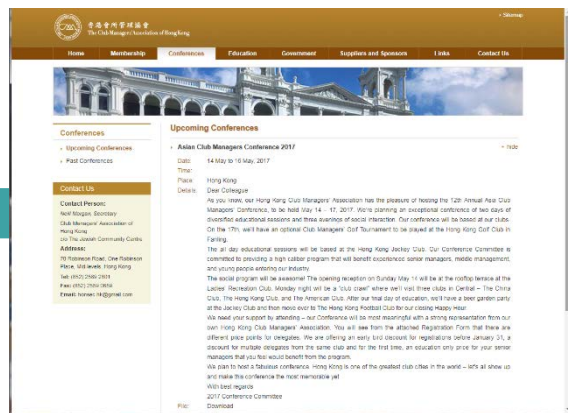 Sitemap
香港會所管理協會
The Club Managers' Association of Hong Kong
Home Membership Conferences Education Government Suppliers and Sponsors Links Contact Us
Conferences
Upcoming Conferences
Past Conferences
Contact Us
Contact Person:
Neil Morgan, Secretary
Club Managers' Association of
Hong Kong
c/o The Jewish Community Centre
Address:
70 Robinson Road, One Robinson
Place, Mid-levels, Hong Kong
Tel: (852) 2589
Fax: (852) 2589
Email:
Upcoming Conferences
Asian Club Managers Conference 2017
hide
Date: 14 May to 16 May, 2017
Time:
Place: Hong Kong
Details: Dear Colleague
As you know, our Hong Kong Club Managers' Association has the pleasure of hosting the 12th Annual Asia Club
Managers' Conference, to be held May 14 – 17, 2017. We're planning an exceptional conference of two days of
diversified educational sessions and three evenings of social interaction. Our conference will be based at our clubs.
On the 17th, we'll have an optional Club Managers' Golf Tournament to be played at the Hong Kong Golf Club in
Fanling.
The all day educational sessions will be based at the Hong Kong Jockey Club. Our Conference Committee is
committed to providing a high caliber program that will benefit experienced senior managers, middle management,
and young people entering our industry.
The social program will be awesome! The opening reception on Sunday May 14 will be at the rooftop terrace at the
Ladies' Recreation Club. Monday night will be a "club crawl" where we'll visit three clubs in Central – The China
Club, The Hong Kong Club, and The American Club. After our final day of education, we'll have a beer garden party
at the Jockey Club and then move over to The Hong Kong Football Club for our closing Happy Hour.
We need your support by attending – our Conference will be most meaningful with a strong representation from our
own Hong Kong Club Managers' Association. You will see from the attached Registration Form that there are
different price points for delegates. We are offering an early bird discount for registrations before January 31, a
discount for multiple delegates from the same club and for the first time, an education only price for your senior
managers that you feel would benefit from the program.
We plan to host a fabulous conference. Hong Kong is one of the greatest club cities in the world – let's all show up
and make this conference the most memorable yet!
With best regards
2017 Conference Committee
File: Download